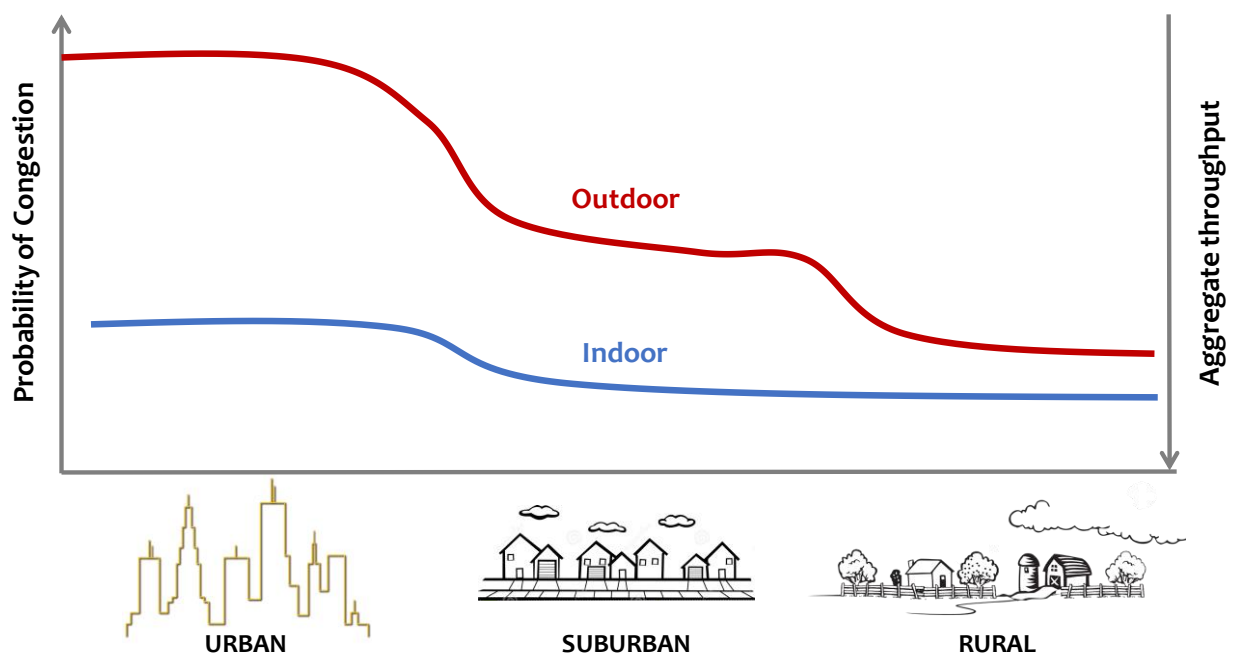 Probability of Congestion
Outdoor
Indoor
Aggregate throughput
URBAN
SUBURBAN
RURAL